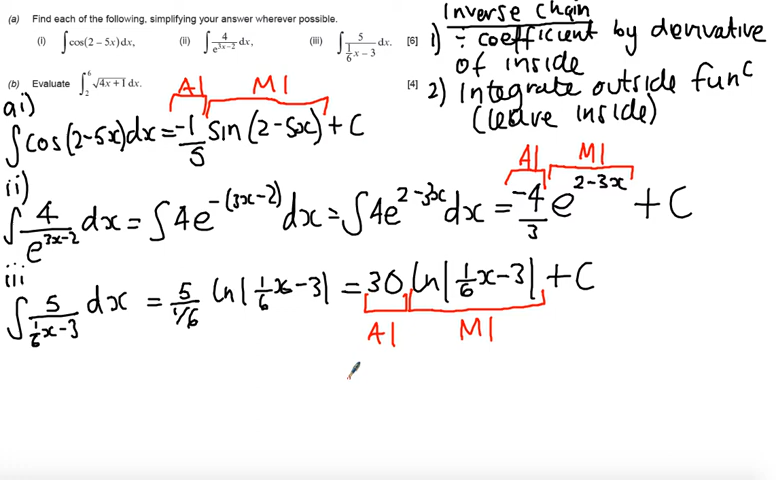 (a) Find each of the following, simplifying your answer wherever possible.
(i) ∫cos(2 – 5x)dx, (ii) ∫4/e^(3x–2) dx, (iii) ∫5/(1/6 x – 3) dx. [6]
(b) Evaluate ∫₂⁶ √(4x+1) dx. [4]
Inverse Chain
1) ÷ coefficient by derivative
of inside
2) Integrate outside func
(leave inside)
A1 M1
ai)
∫cos(2-5x)dx = -1/5 sin(2-5x) + C
ii)
A1 M1
∫4/e^(3x-2) dx = ∫4e^-(3x-2) dx = ∫4e^(2-3x) dx = -4/3 e^(2-3x) + C
iii
∫5/(1/6 x-3) dx = 5/(1/6) ln|1/6 x-3| = 30 ln|1/6 x-3| + C
A1 M1